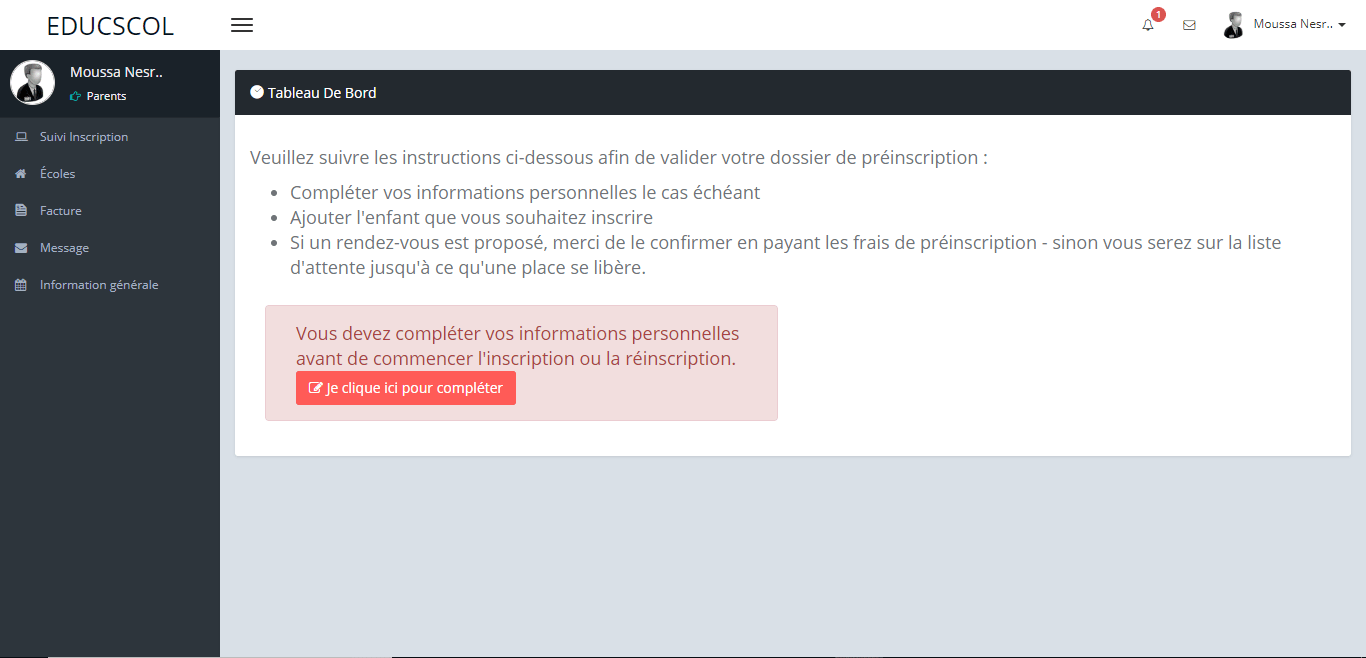 EDUCSCOL
1
Moussa Nesr..
Moussa Nesr..
Parents
Suivi Inscription
Écoles
Facture
Message
Information générale
Tableau De Bord
Veuillez suivre les instructions ci-dessous afin de valider votre dossier de préinscription :
• Compléter vos informations personnelles le cas échéant
• Ajouter l'enfant que vous souhaitez inscrire
• Si un rendez-vous est proposé, merci de le confirmer en payant les frais de préinscription - sinon vous serez sur la liste
d'attente jusqu'à ce qu'une place se libère.
Vous devez compléter vos informations personnelles
avant de commencer l'inscription ou la réinscription.
Je clique ici pour compléter